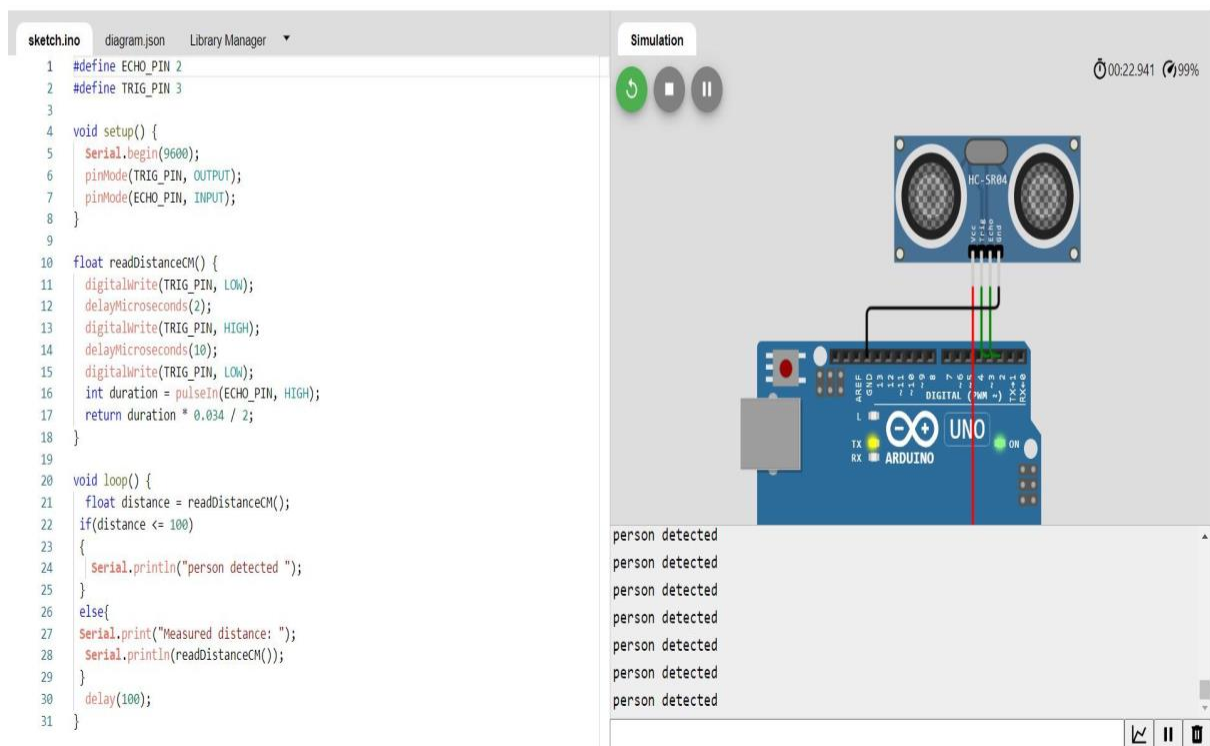 sketch.ino diagram.json Library Manager
1 #define ECHO_PIN 2
2 #define TRIG_PIN 3
3
4 void setup() {
5 Serial.begin(9600);
6 pinMode(TRIG_PIN, OUTPUT);
7 pinMode(ECHO_PIN, INPUT);
8 }
9
10 float readDistanceCM() {
11 digitalWrite(TRIG_PIN, LOW);
12 delayMicroseconds(2);
13 digitalWrite(TRIG_PIN, HIGH);
14 delayMicroseconds(10);
15 digitalWrite(TRIG_PIN, LOW);
16 int duration = pulseIn(ECHO_PIN, HIGH);
17 return duration * 0.034 / 2;
18 }
19
20 void loop() {
21 float distance = readDistanceCM();
22 if(distance <= 100)
23 {
24 Serial.println("person detected ");
25 }
26 else{
27 Serial.print("Measured distance: ");
28 Serial.println(readDistanceCM());
29 }
30 delay(100);
31 }
Simulation
00:22.941 99%
HC-SR04
Vcc
Trig
Echo
Gnd
AREF
GND
13
12
~11
~10
~9
8
7
~6
~5
4
~3
2
TX→1
RX←0
DIGITAL (PWM ~)
L
TX
RX
ARDUINO
UNO
ON
person detected
person detected
person detected
person detected
person detected
person detected
person detected